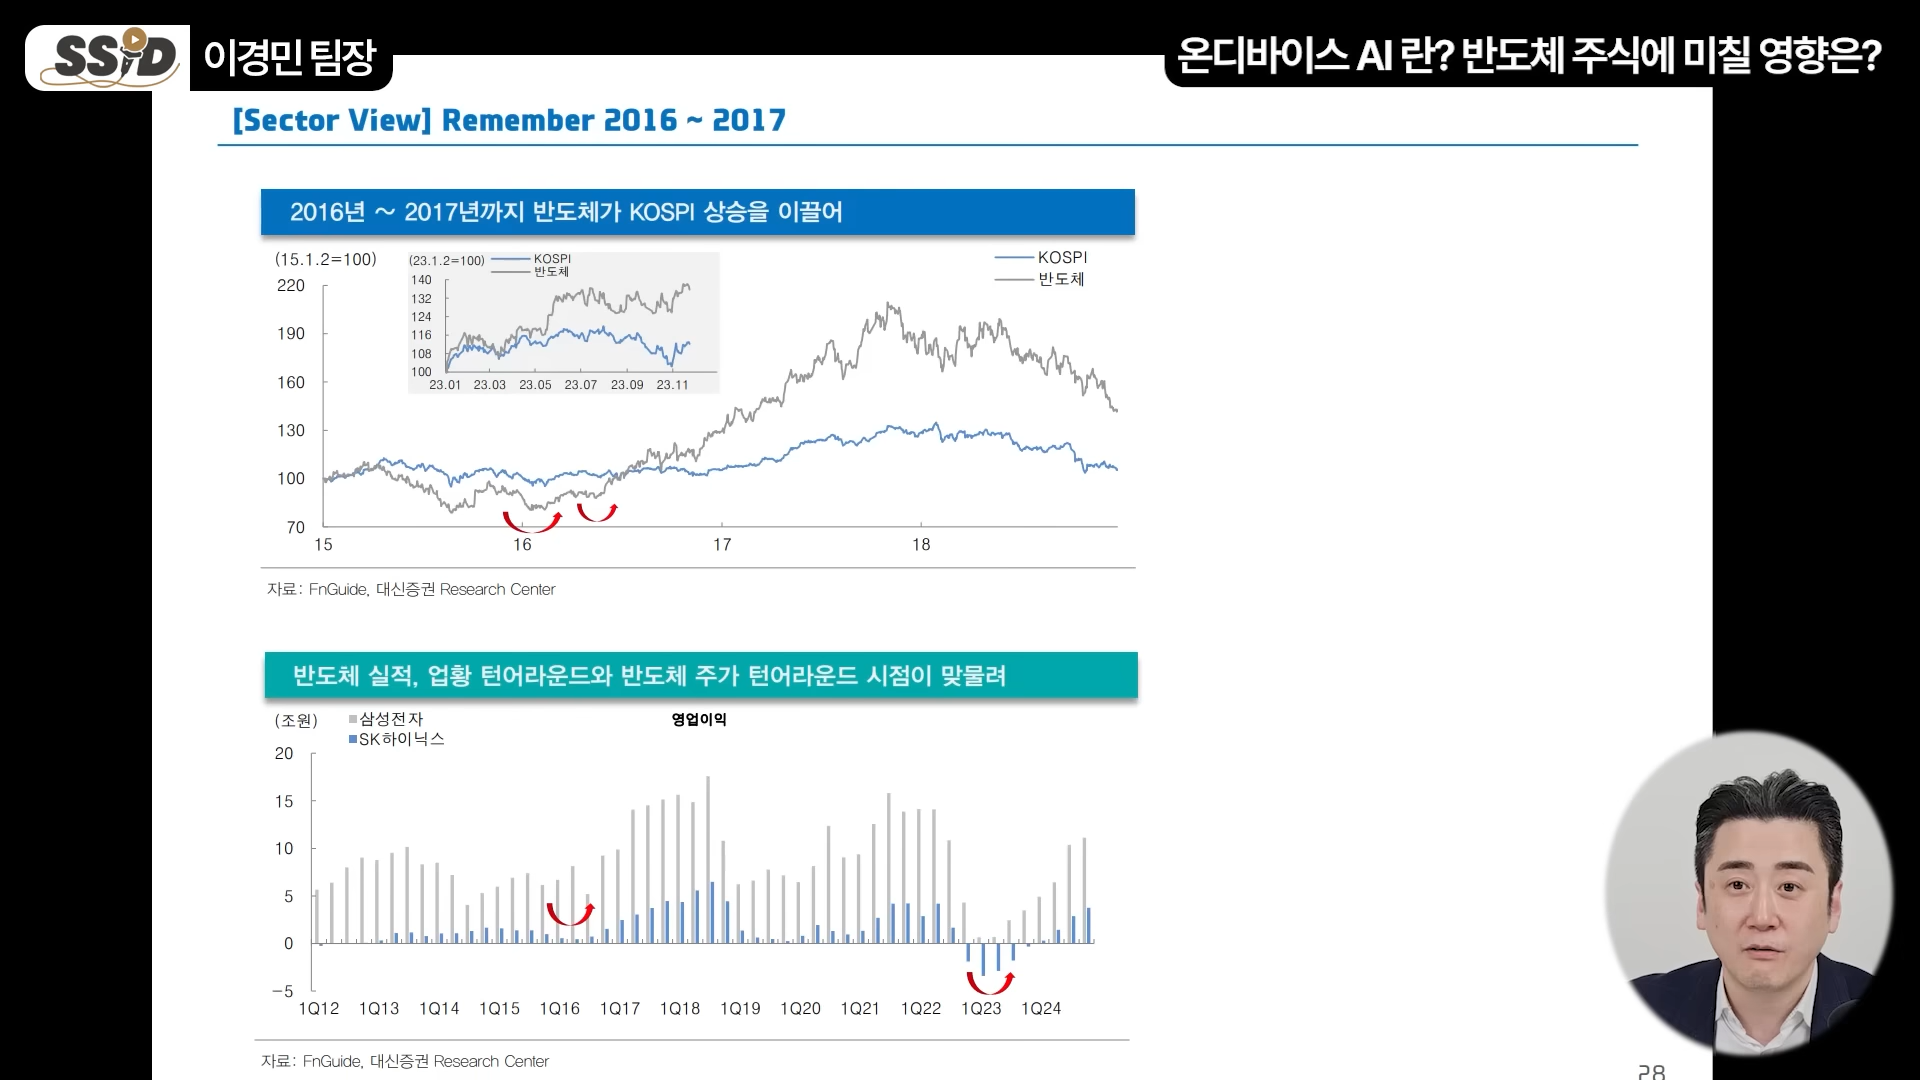 SSiD 이경민 팀장
온디바이스 AI 란? 반도체 주식에 미칠 영향은?
[Sector View] Remember 2016 ~ 2017
2016년 ~ 2017년까지 반도체가 KOSPI 상승을 이끌어
(15.1.2=100)
KOSPI
반도체
220
190
160
130
100
70
15 16 17 18
(23.1.2=100)
KOSPI
반도체
140
132
124
116
108
100
23.01 23.03 23.05 23.07 23.09 23.11
자료: FnGuide, 대신증권 Research Center
반도체 실적, 업황 턴어라운드와 반도체 주가 턴어라운드 시점이 맞물려
(조원)
삼성전자
SK하이닉스
영업이익
20
15
10
5
0
-5
1Q12 1Q13 1Q14 1Q15 1Q16 1Q17 1Q18 1Q19 1Q20 1Q21 1Q22 1Q23 1Q24
자료: FnGuide, 대신증권 Research Center
28